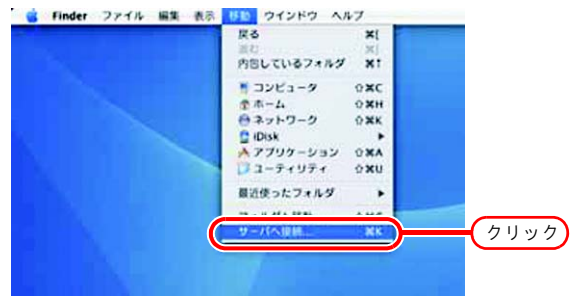 Finder ファイル 編集 表示 移動 ウインドウ ヘルプ
戻る ⌘[
進む ⌘]
内包しているフォルダ ⌘↑
コンピュータ ⇧⌘C
ホーム ⇧⌘H
ネットワーク ⇧⌘K
iDisk ▶
アプリケーション ⇧⌘A
ユーティリティ ⇧⌘U
最近使ったフォルダ ▶
サーバへ接続... ⌘K
クリック